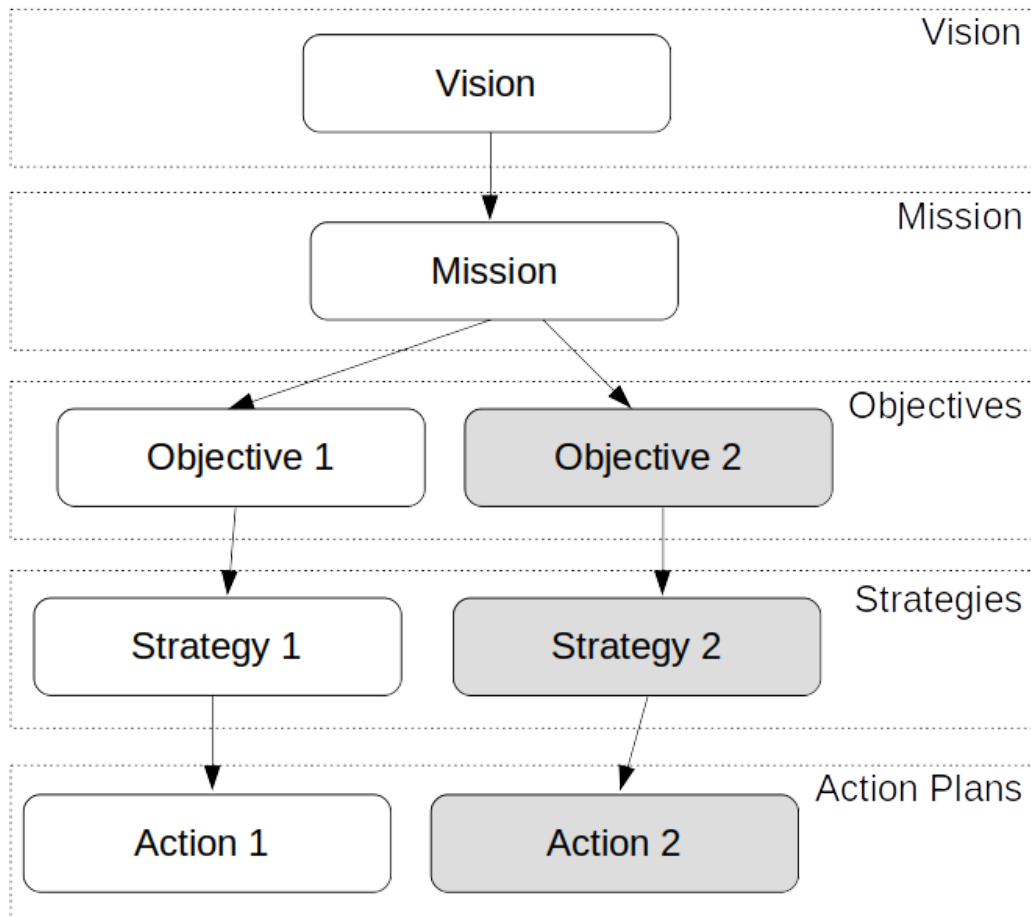 Vision
Vision
Mission
Mission
Objectives
Objective 1
Objective 2
Strategies
Strategy 1
Strategy 2
Action Plans
Action 1
Action 2